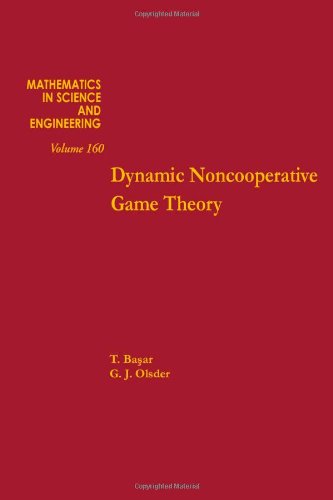 MATHEMATICS
IN SCIENCE
AND
ENGINEERING
Volume 160
Dynamic Noncooperative
Game Theory
T. Başar
G. J. Olsder